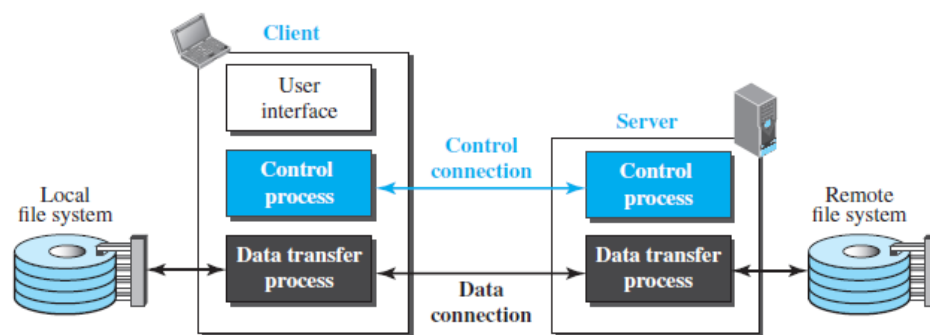 Client
User
interface
Control
process
Data transfer
process
Local
file system
Control
connection
Data
connection
Server
Control
process
Data transfer
process
Remote
file system